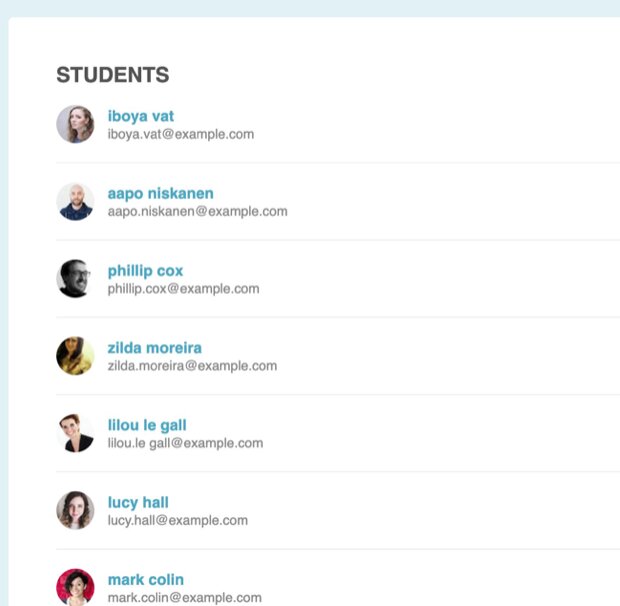 STUDENTS
iboya vat
iboya.vat@example.com
aapo niskanen
aapo.niskanen@example.com
phillip cox
phillip.cox@example.com
zilda moreira
zilda.moreira@example.com
lilou le gall
lilou.le gall@example.com
lucy hall
lucy.hall@example.com
mark colin
mark.colin@example.com